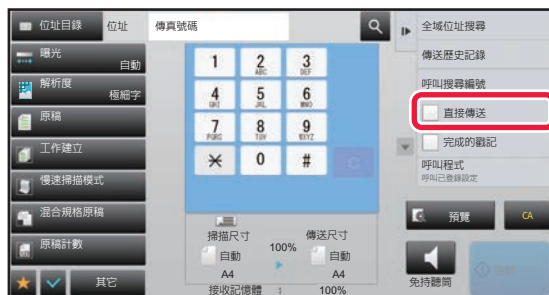 位址目錄
位址
傳真號碼
曝光
自動
解析度
極細字
原稿
工作建立
慢速掃描模式
混合規格原稿
原稿計數
其它
1
2
ABC
3
DEF
4
GHI
5
JKL
6
MNO
7
PQRS
8
TUV
9
WXYZ
0
#
C
掃描尺寸
自動
A4
100%
傳送尺寸
自動
A4
接收記憶體 : 100%
全域位址搜尋
傳送歷史記錄
呼叫搜尋編號
直接傳送
完成的戳記
呼叫程式
呼叫已登錄設定
預覽
CA
免持聽筒
啟動